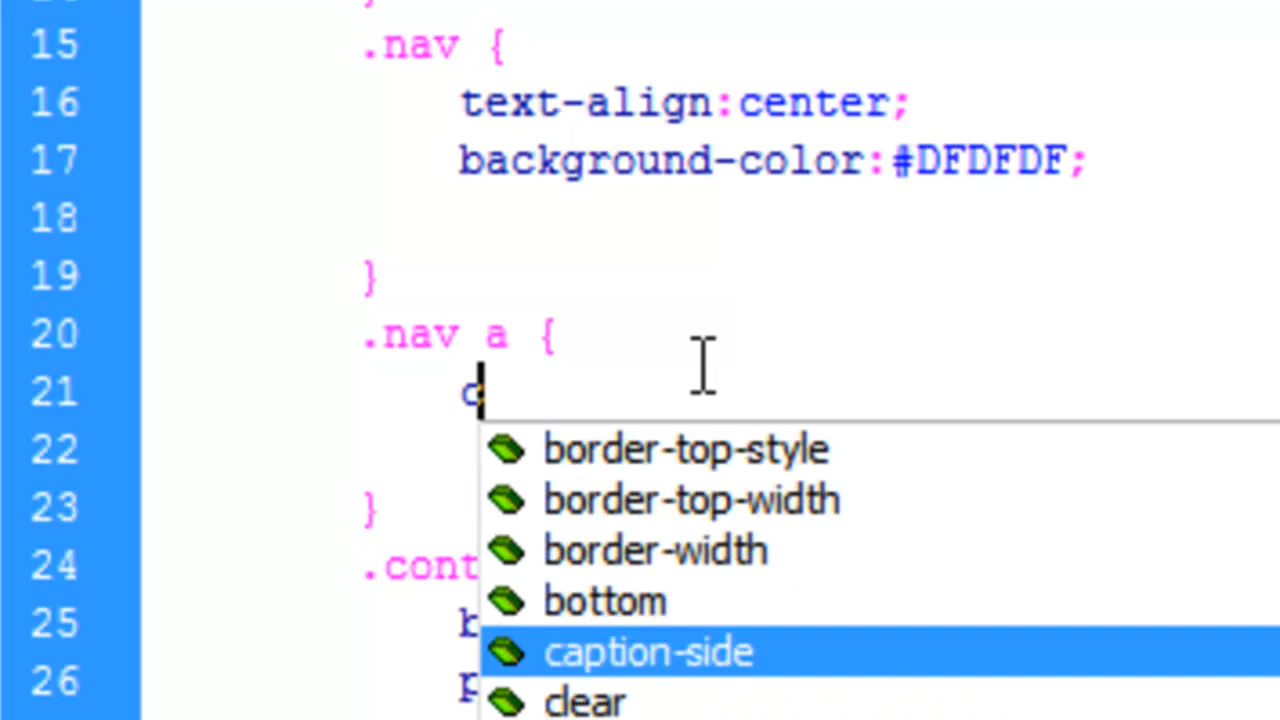 15 .nav {
16 text-align:center;
17 background-color:#DFDFDF;
18
19 }
20 .nav a {
21 c
border-top-style
22
border-top-width
23 }
border-width
24 .cont
bottom
25 b
caption-side
26 p
clear